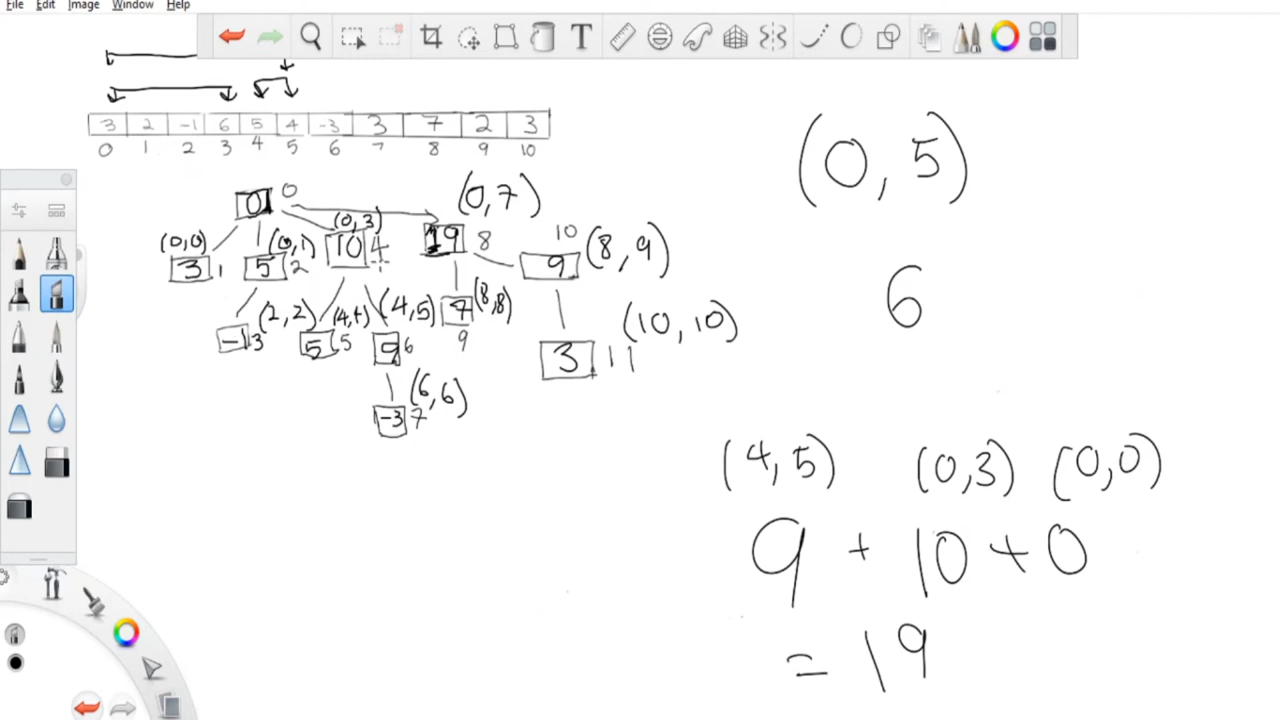 File Edit View Window Help
3 2 -1 6 5 4 -3 3 7 2 3
0 1 2 3 4 5 6 7 8 9 10
0 0 (0,7)
(0,0) (0,1) (0,3) 10
3 1 5 2 10 4 19 8 9 (8,9)
(2,2) (4,4) (4,5) 7 (8,8) (10,10)
-1 3 5 5 9 6 9 3 11
(6,6)
-3 7
(0, 5)
6
(4,5) (0,3) (0,0)
9 + 10 + 0
= 19